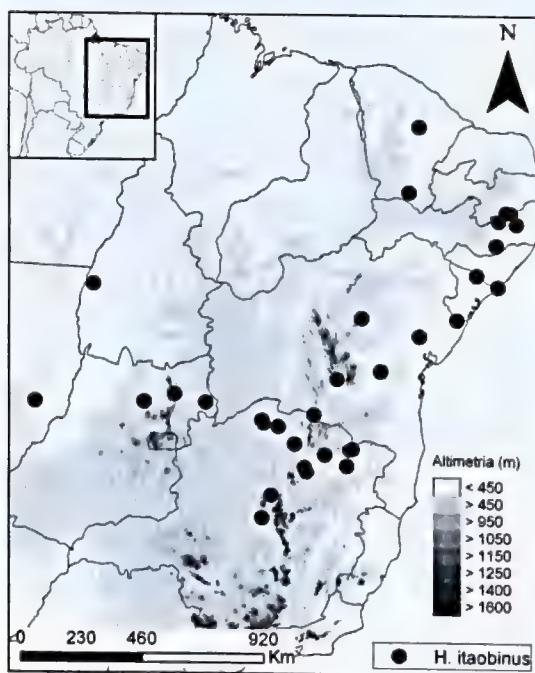 N
Altimetria (m)
< 450
> 450
> 950
> 1050
> 1150
> 1250
> 1400
> 1600
0 230 460 920
Km
H. itaobinus